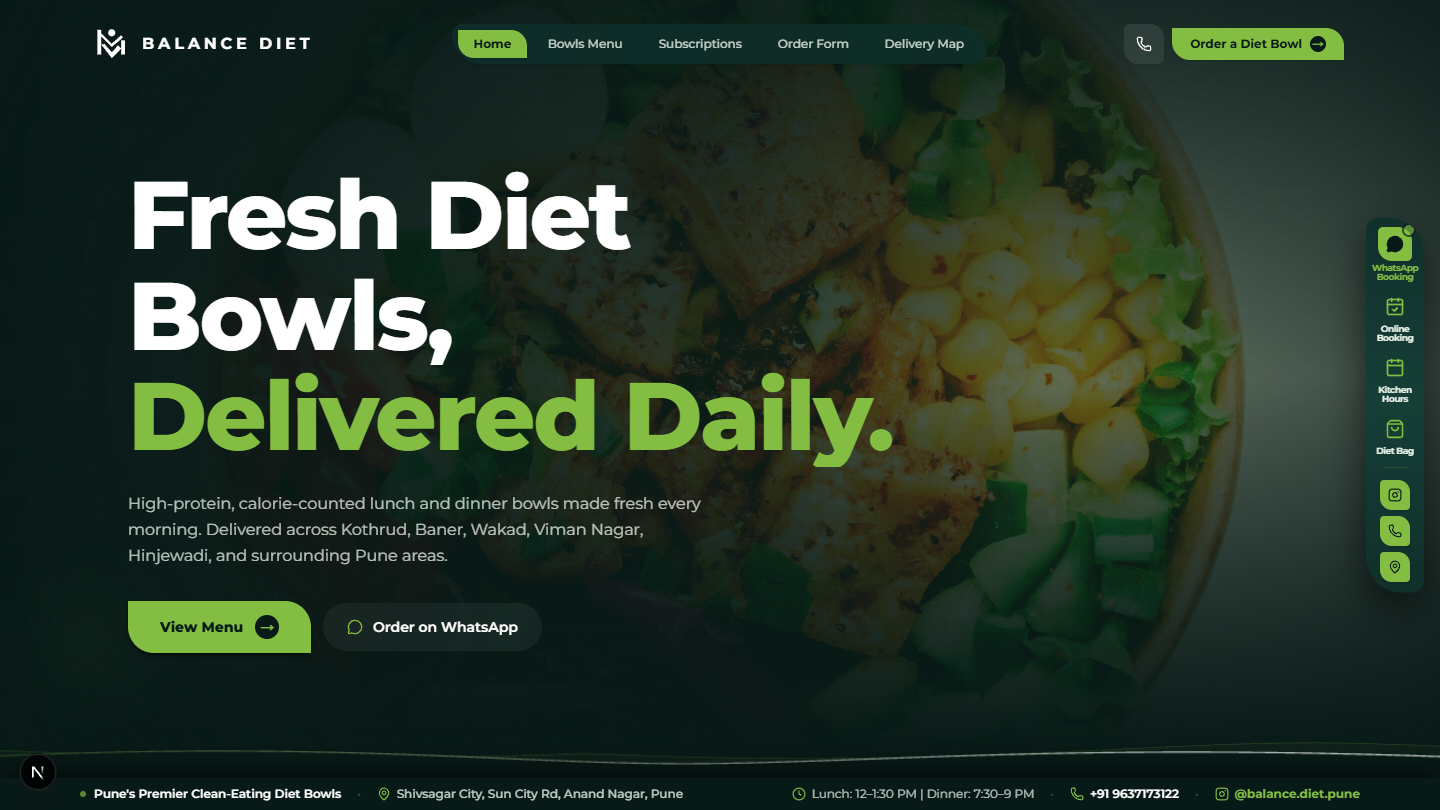 BALANCE DIET
Home
Bowls Menu
Subscriptions
Order Form
Delivery Map
Order a Diet Bowl
Fresh Diet
Bowls,
Delivered Daily.
High-protein, calorie-counted lunch and dinner bowls made fresh every
morning. Delivered across Kothrud, Baner, Wakad, Viman Nagar,
Hinjewadi, and surrounding Pune areas.
View Menu
Order on WhatsApp
WhatsApp
Booking
Online
Booking
Kitchen
Hours
Diet Bag
N
Pune's Premier Clean-Eating Diet Bowls
Shivsagar City, Sun City Rd, Anand Nagar, Pune
Lunch: 12–1:30 PM | Dinner: 7:30–9 PM
+91 9637173122
@balance.diet.pune